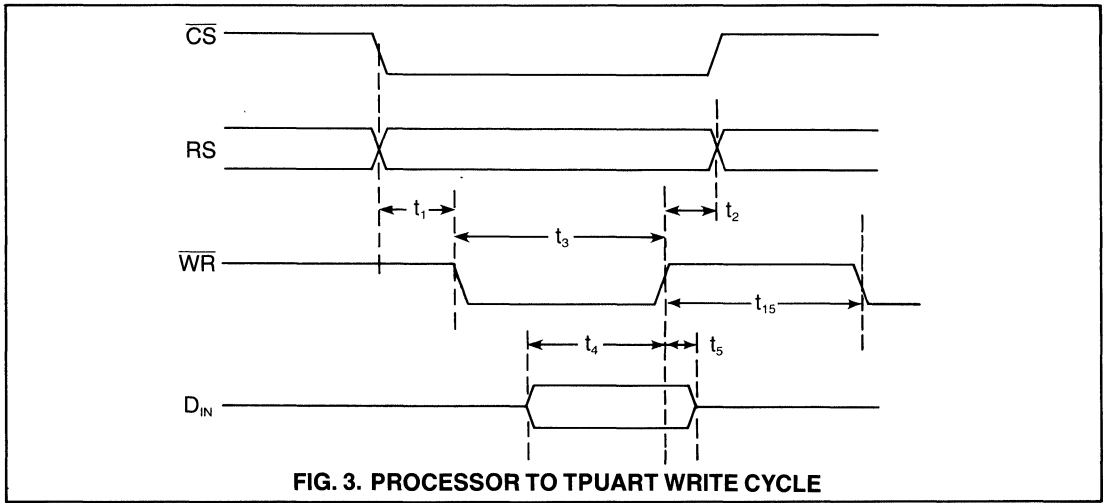 CS
RS
t1
t2
t3
WR
t15
t4
t5
DIN
FIG. 3. PROCESSOR TO TPUART WRITE CYCLE